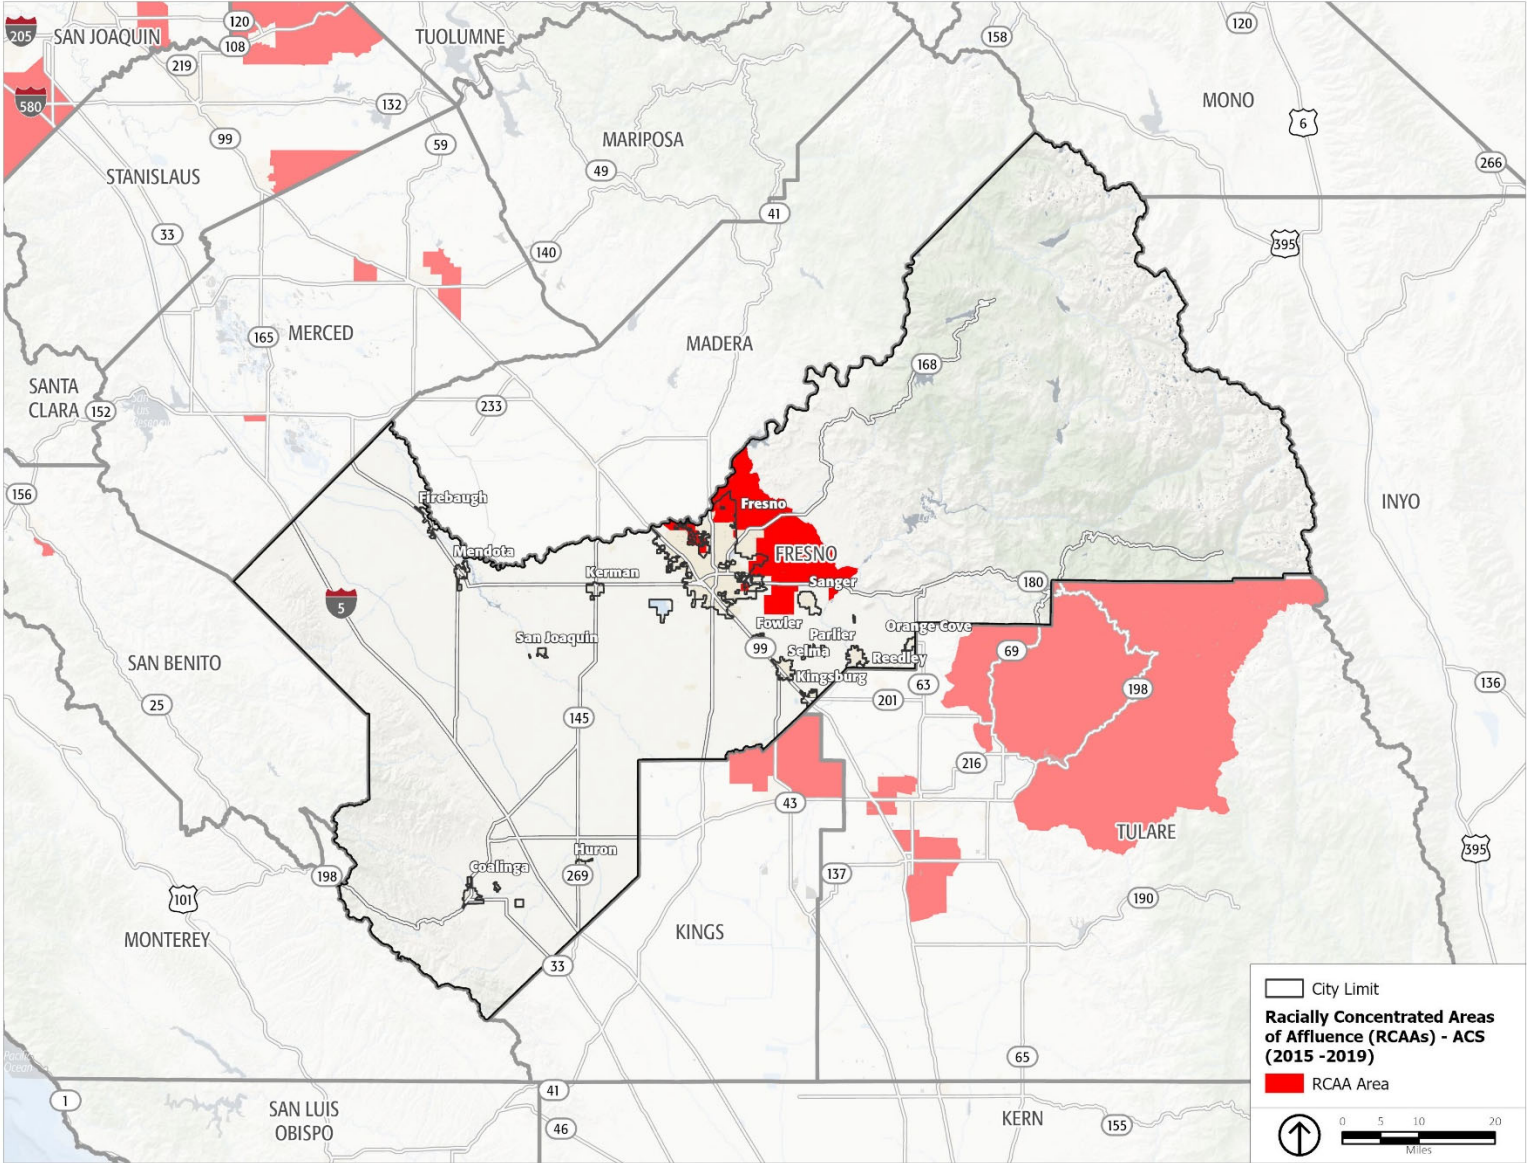 205
SAN JOAQUIN
120
108
219
TUOLUMNE
158
120
580
132
MONO
6
99
59
MARIPOSA
49
266
STANISLAUS
33
41
395
140
165
MERCED
MADERA
168
SANTA
CLARA
152
233
156
Firebaugh
Fresno
INYO
Mendota
FRESNO
Kerman
Sanger
180
5
Fowler
Parlier
Orange Cove
San Joaquin
99
Selma
Reedley
69
SAN BENITO
Kingsburg
63
198
136
25
201
145
216
43
TULARE
Huron
395
Coalinga
198
269
137
101
190
MONTEREY
KINGS
33
City Limit
Racially Concentrated Areas
of Affluence (RCAAs) - ACS
(2015 -2019)
RCAA Area
Pacific
Ocean
65
1
41
SAN LUIS
OBISPO
46
KERN
155
0 5 10 20
Miles